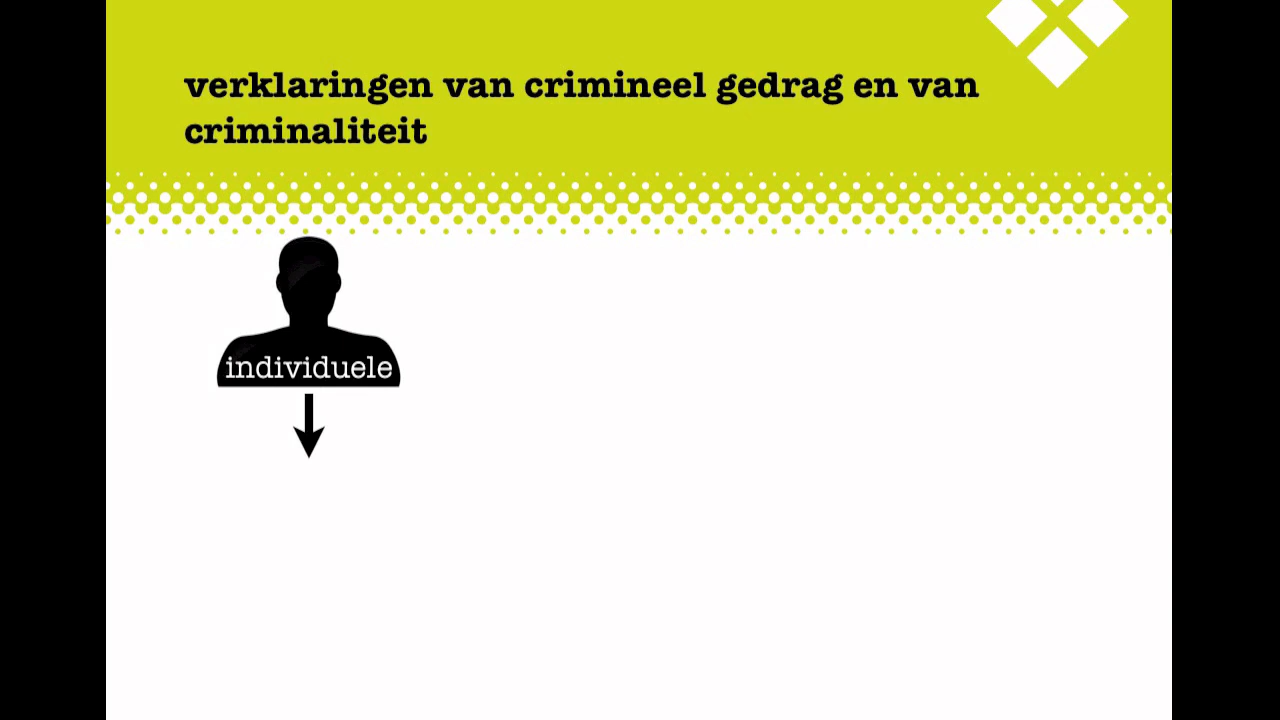 verklaringen van crimineel gedrag en van
criminaliteit
individuele